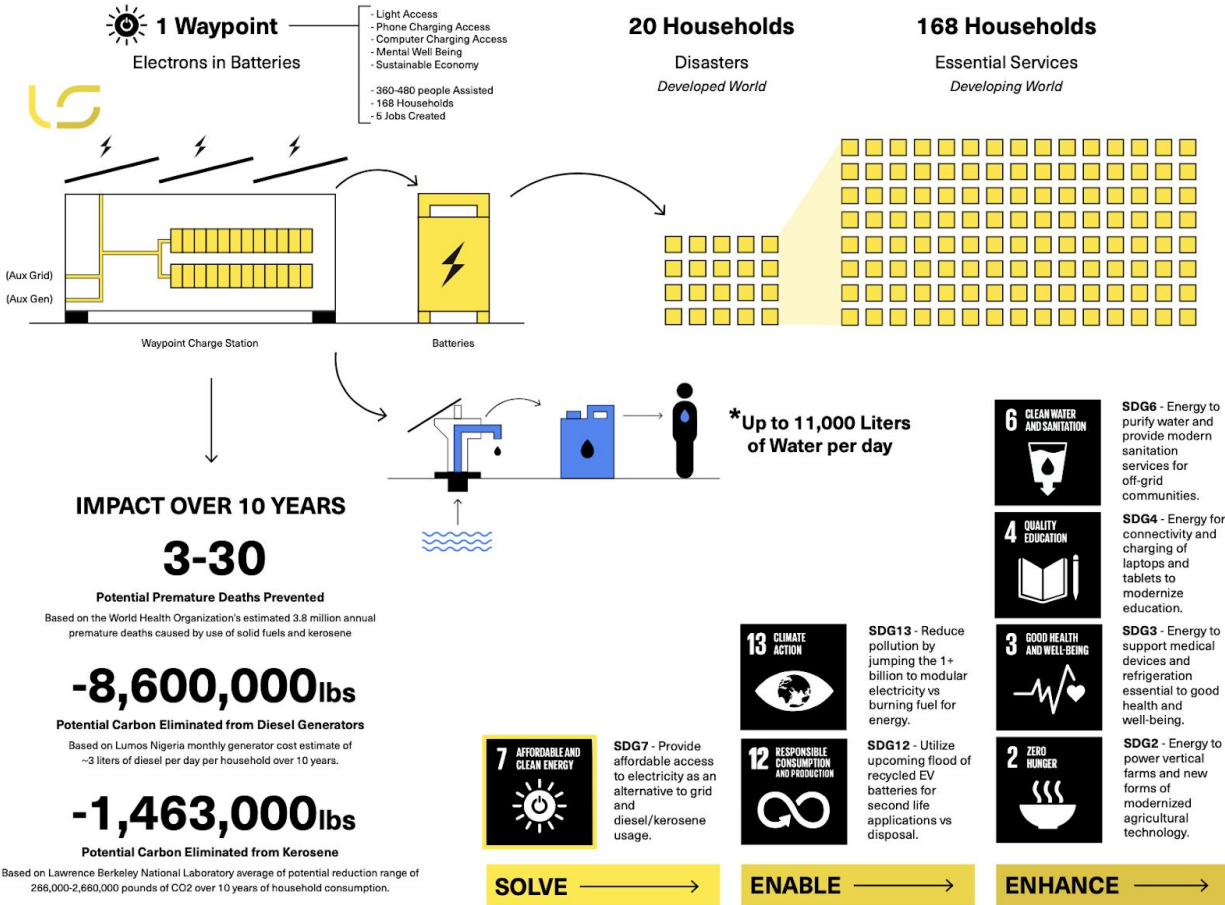 1 Waypoint
Electrons in Batteries
- Light Access
- Phone Charging Access
- Computer Charging Access
- Mental Well Being
- Sustainable Economy
- 360-480 people Assisted
- 168 Households
- 5 Jobs Created
20 Households
Disasters
Developed World
168 Households
Essential Services
Developing World
LS
(Aux Grid)
(Aux Gen)
Waypoint Charge Station
Batteries
*Up to 11,000 Liters
of Water per day
IMPACT OVER 10 YEARS
3-30
Potential Premature Deaths Prevented
Based on the World Health Organization's estimated 3.8 million annual
premature deaths caused by use of solid fuels and kerosene
-8,600,000lbs
Potential Carbon Eliminated from Diesel Generators
Based on Lumos Nigeria monthly generator cost estimate of
~3 liters of diesel per day per household over 10 years.
-1,463,000lbs
Potential Carbon Eliminated from Kerosene
Based on Lawrence Berkeley National Laboratory average of potential reduction range of
266,000-2,660,000 pounds of CO2 over 10 years of household consumption.
7 AFFORDABLE AND
CLEAN ENERGY
SDG7 - Provide
affordable access
to electricity as an
alternative to grid
and
diesel/kerosene
usage.
SOLVE
13 CLIMATE
ACTION
SDG13 - Reduce
pollution by
jumping the 1+
billion to modular
electricity vs
burning fuel for
energy.
12 RESPONSIBLE
CONSUMPTION
AND PRODUCTION
SDG12 - Utilize
upcoming flood of
recycled EV
batteries for
second life
applications vs
disposal.
ENABLE
6 CLEAN WATER
AND SANITATION
SDG6 - Energy to
purify water and
provide modern
sanitation
services for
off-grid
communities.
4 QUALITY
EDUCATION
SDG4 - Energy for
connectivity and
charging of
laptops and
tablets to
modernize
education.
3 GOOD HEALTH
AND WELL-BEING
SDG3 - Energy to
support medical
devices and
refrigeration
essential to good
health and
well-being.
2 ZERO
HUNGER
SDG2 - Energy to
power vertical
farms and new
forms of
modernized
agricultural
technology.
ENHANCE